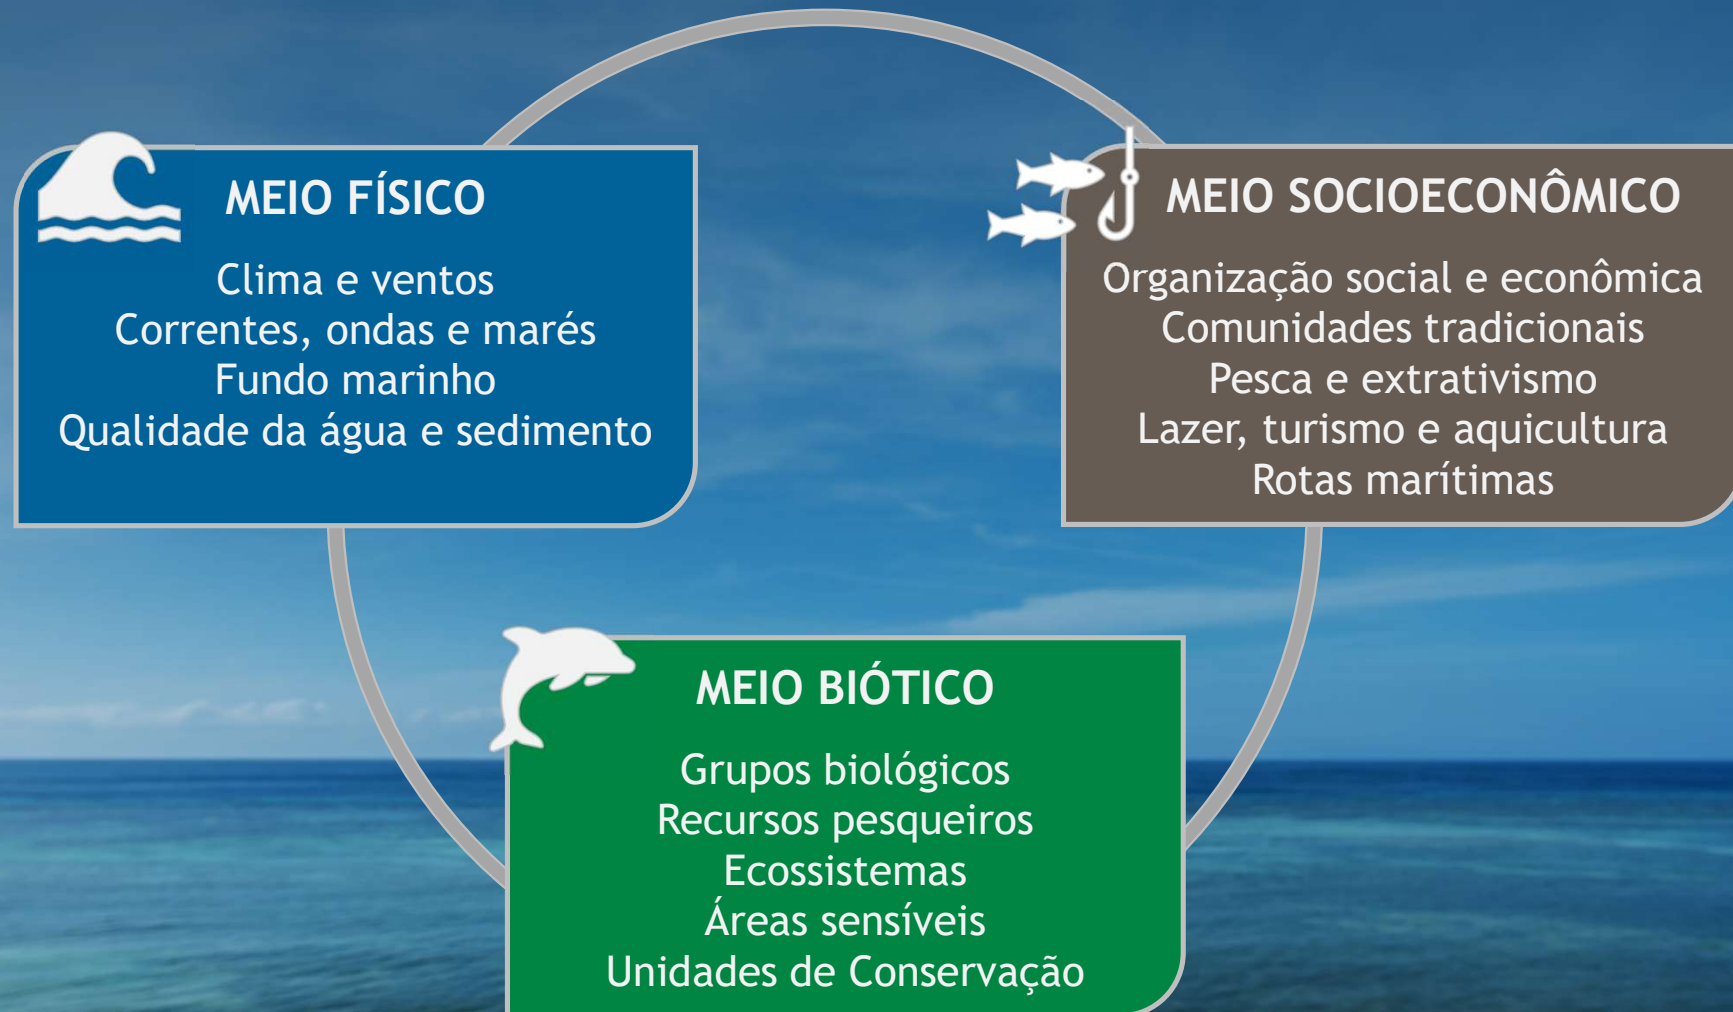 MEIO FÍSICO
Clima e ventos
Correntes, ondas e marés
Fundo marinho
Qualidade da água e sedimento
MEIO SOCIOECONÔMICO
Organização social e econômica
Comunidades tradicionais
Pesca e extrativismo
Lazer, turismo e aquicultura
Rotas marítimas
MEIO BIÓTICO
Grupos biológicos
Recursos pesqueiros
Ecossistemas
Áreas sensíveis
Unidades de Conservação